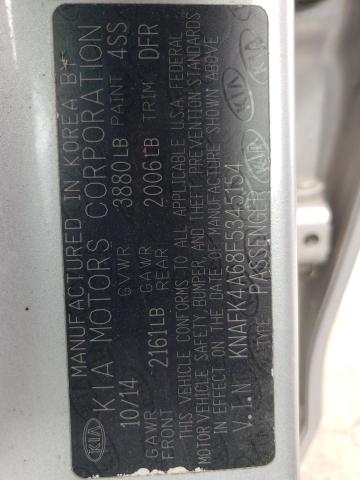 KIA
MANUFACTURED IN KOREA BY
KIA MOTORS CORPORATION
10/14 GVWR 3880LB PAINT 4SS
GAWR FRONT 2161LB GAWR REAR 2006LB TRIM DFR
THIS VEHICLE CONFORMS TO ALL APPLICABLE U.S.A. FEDERAL
MOTOR VEHICLE SAFETY, BUMPER, AND THEFT PREVENTION STANDARDS
IN EFFECT ON THE DATE OF MANUFACTURE SHOWN ABOVE
V.I.N KNAFK4A68F5345154
TYPE PASSENGER
KIA